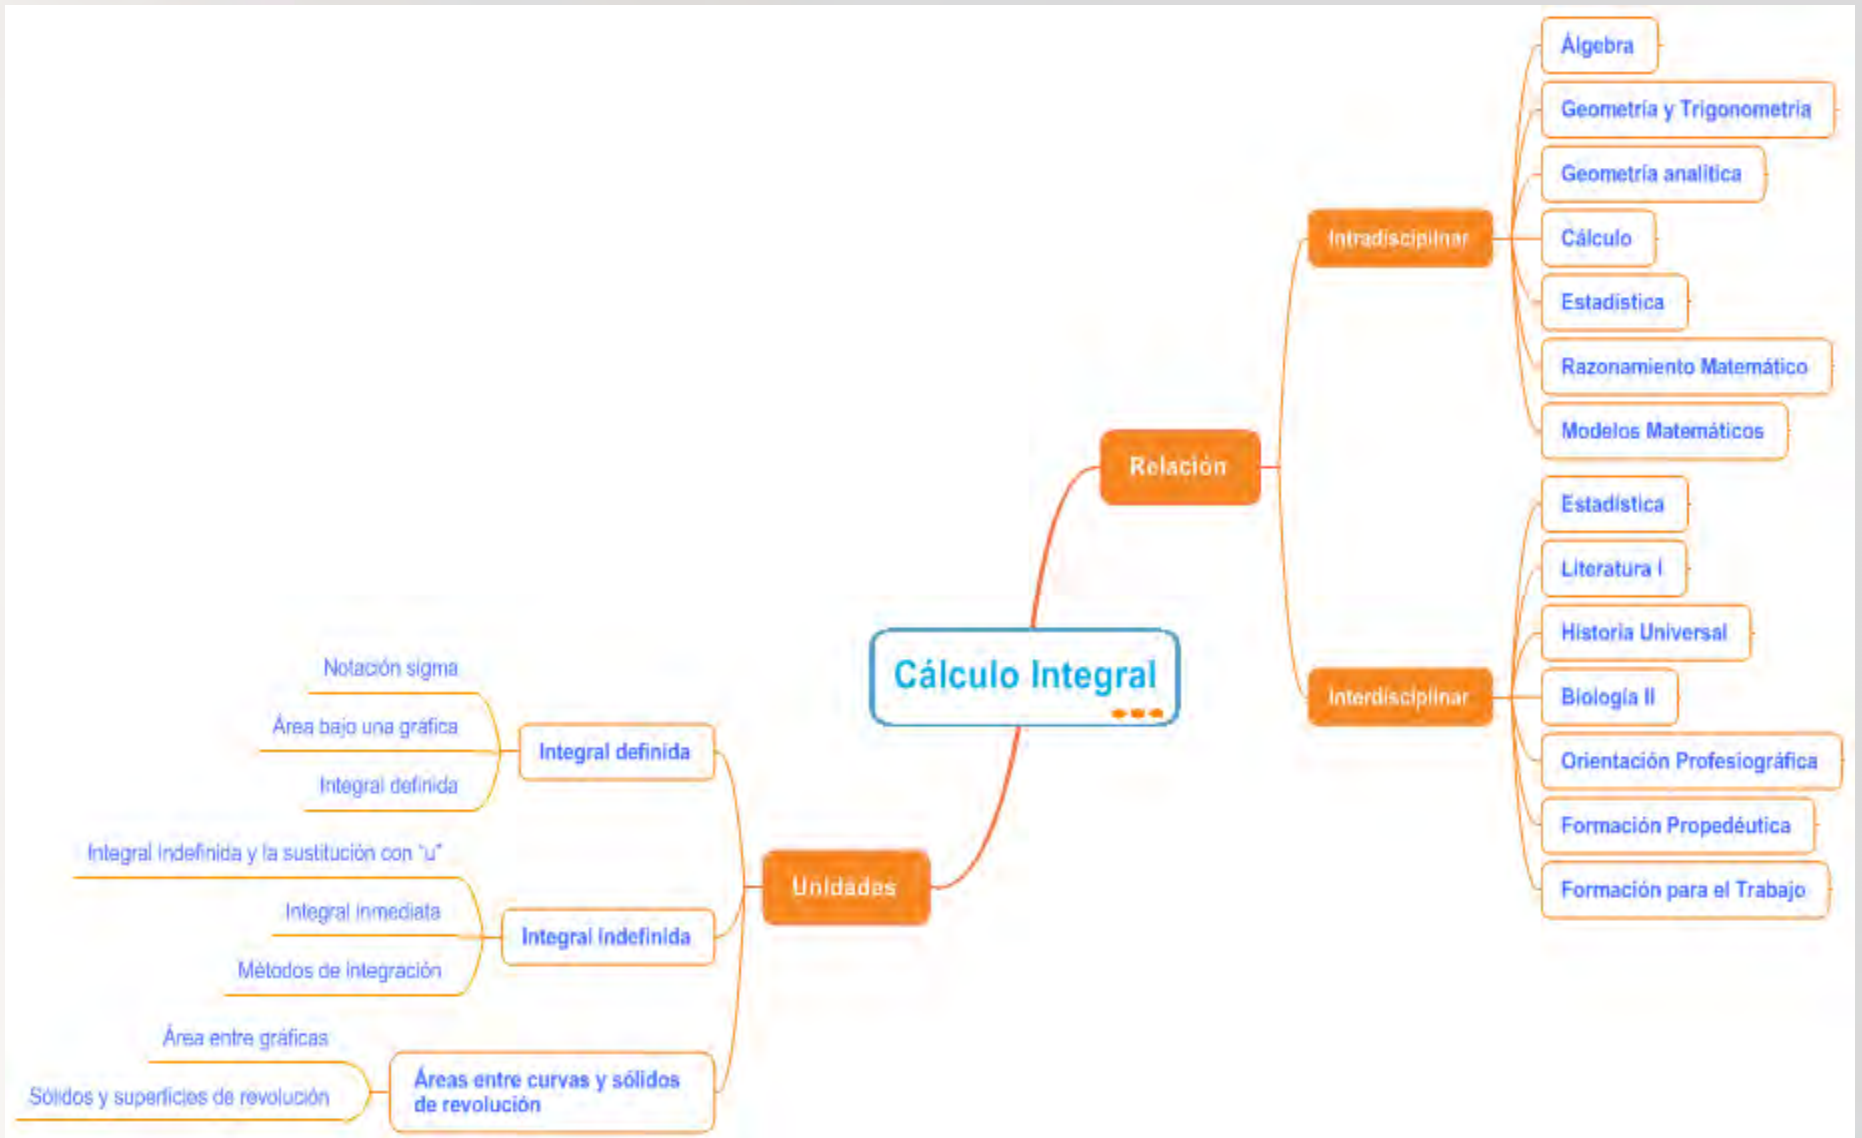 Cálculo Integral
Relación
Intradisciplinar
Álgebra
Geometría y Trigonometría
Geometría analítica
Cálculo
Estadística
Razonamiento Matemático
Modelos Matemáticos
Interdisciplinar
Estadística
Literatura I
Historia Universal
Biología II
Orientación Profesiográfica
Formación Propedéutica
Formación para el Trabajo
Unidades
Integral definida
Notación sigma
Área bajo una gráfica
Integral definida
Integral indefinida
Integral indefinida y la sustitución con "u"
Integral inmediata
Métodos de integración
Áreas entre curvas y sólidos
de revolución
Área entre gráficas
Sólidos y superficies de revolución